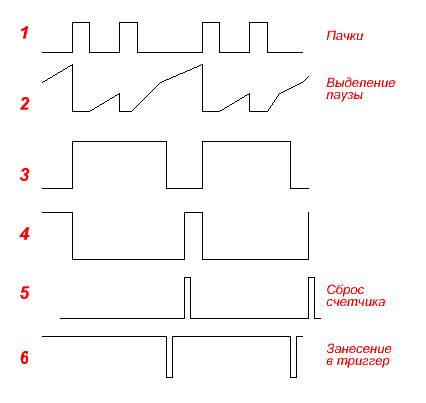 1
Пачки
2
Выделение
паузы
3
4
5
Сброс
счетчика
6
Занесение
в триггер